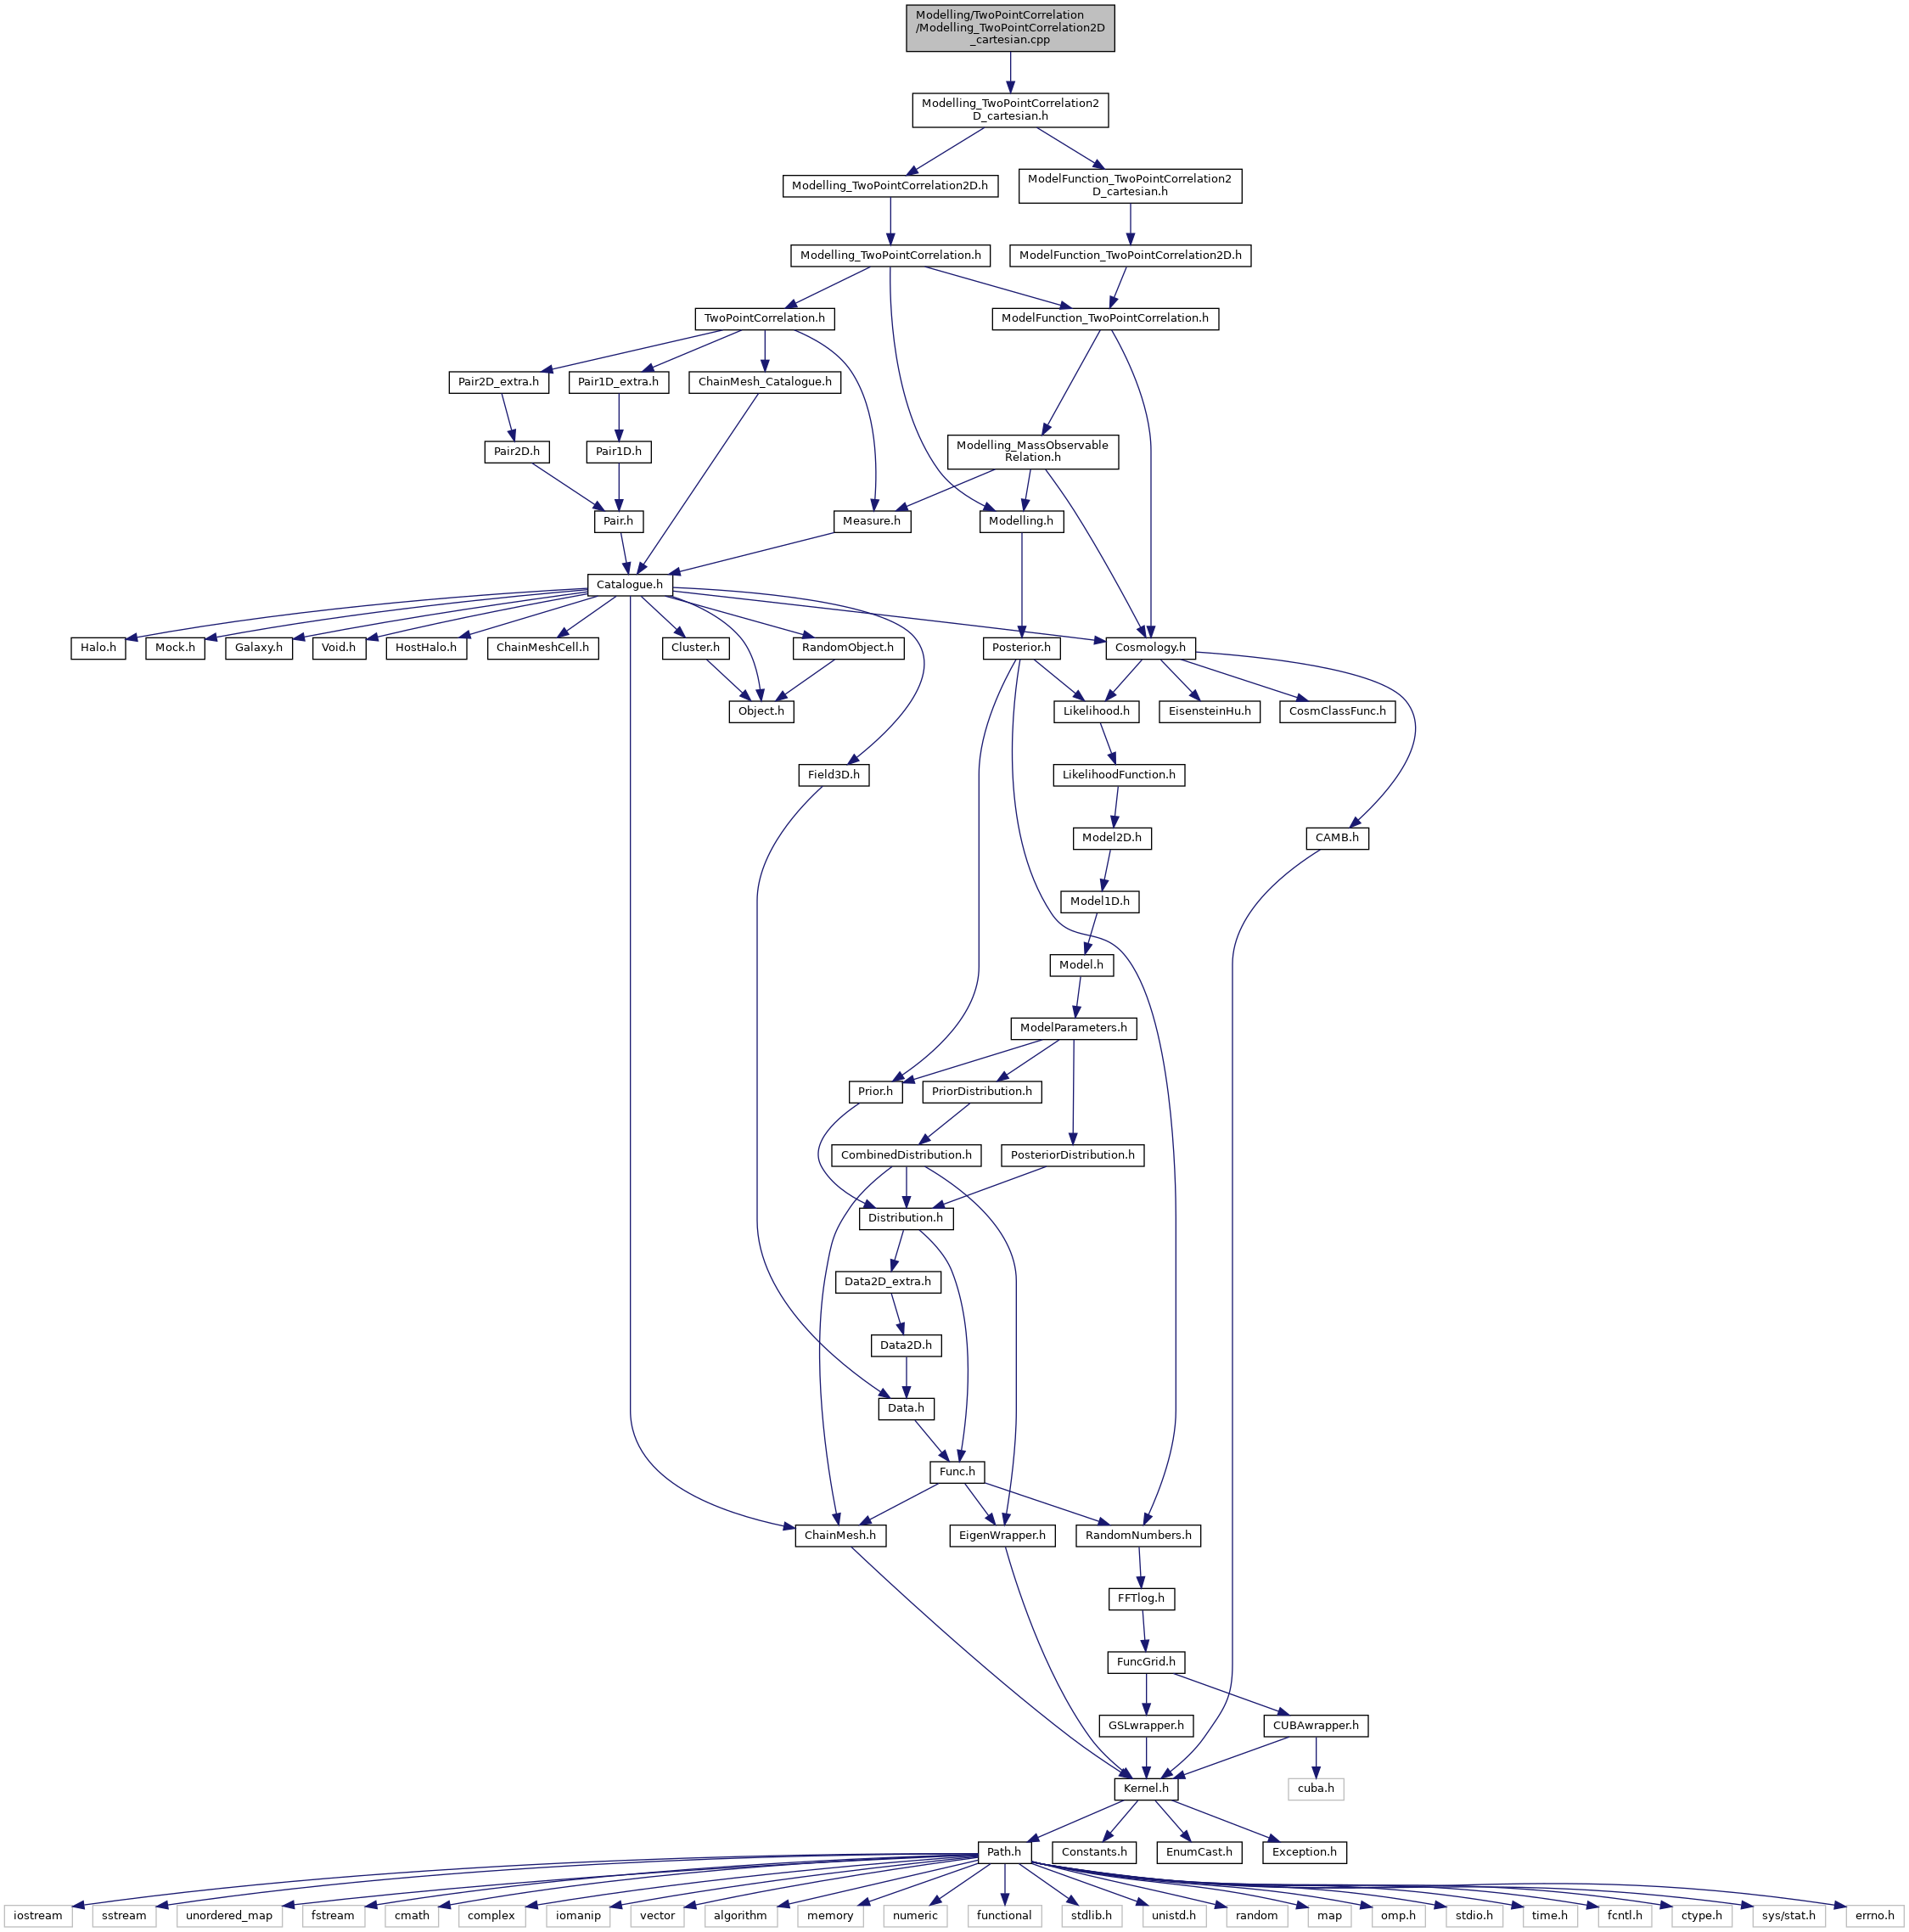 Modelling/TwoPointCorrelation
/Modelling_TwoPointCorrelation2D
_cartesian.cpp
Modelling_TwoPointCorrelation2
D_cartesian.h
Modelling_TwoPointCorrelation2D.h
ModelFunction_TwoPointCorrelation2
D_cartesian.h
Modelling_TwoPointCorrelation.h
ModelFunction_TwoPointCorrelation2D.h
TwoPointCorrelation.h
ModelFunction_TwoPointCorrelation.h
Pair2D_extra.h
Pair1D_extra.h
ChainMesh_Catalogue.h
Pair2D.h
Pair1D.h
Modelling_MassObservable
Relation.h
Pair.h
Measure.h
Modelling.h
Catalogue.h
Halo.h
Mock.h
Galaxy.h
Void.h
HostHalo.h
ChainMeshCell.h
Cluster.h
RandomObject.h
Posterior.h
Cosmology.h
Object.h
Likelihood.h
EisensteinHu.h
CosmClassFunc.h
Field3D.h
LikelihoodFunction.h
Model2D.h
CAMB.h
Model1D.h
Model.h
ModelParameters.h
Prior.h
PriorDistribution.h
CombinedDistribution.h
PosteriorDistribution.h
Distribution.h
Data2D_extra.h
Data2D.h
Data.h
Func.h
ChainMesh.h
EigenWrapper.h
RandomNumbers.h
FFTlog.h
FuncGrid.h
GSLwrapper.h
CUBAwrapper.h
Kernel.h
cuba.h
Path.h
Constants.h
EnumCast.h
Exception.h
iostream
sstream
unordered_map
fstream
cmath
complex
iomanip
vector
algorithm
memory
numeric
functional
stdlib.h
unistd.h
random
map
omp.h
stdio.h
time.h
fcntl.h
ctype.h
sys/stat.h
errno.h